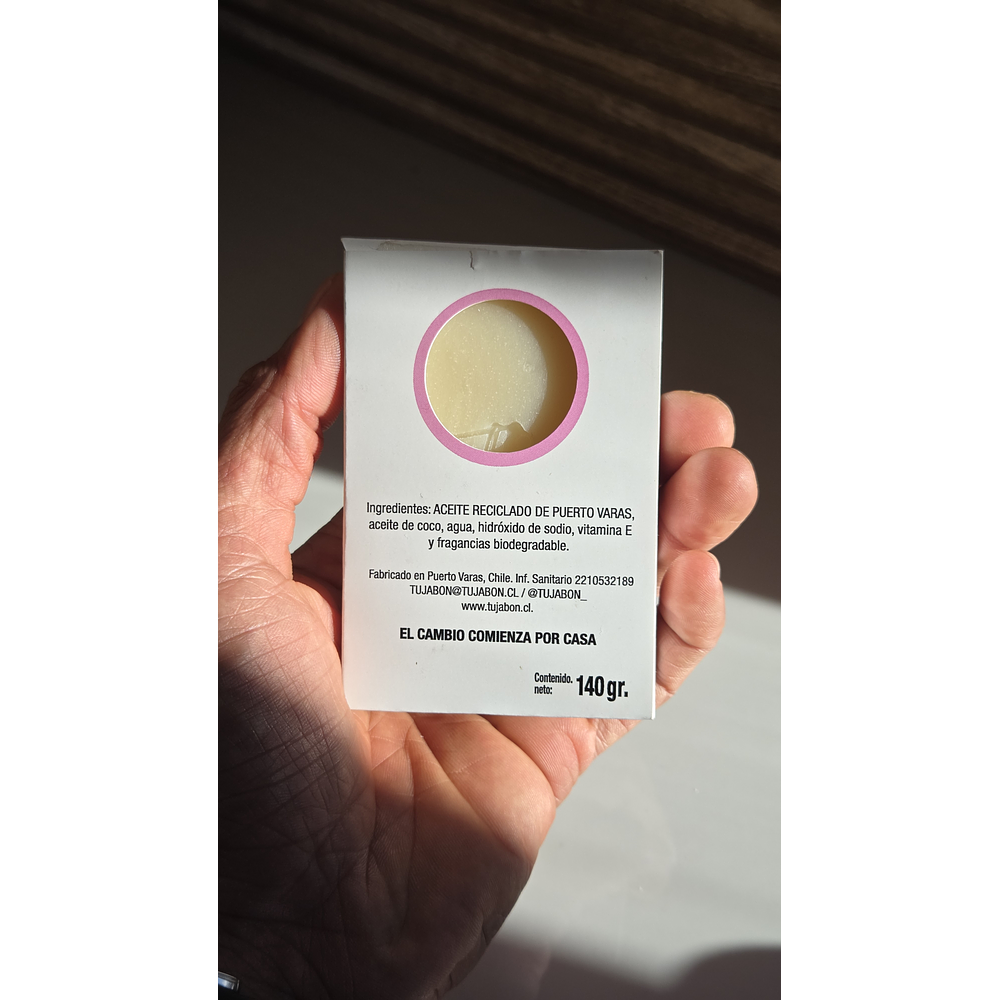 Ingredientes: ACEITE RECICLADO DE PUERTO VARAS,
aceite de coco, agua, hidróxido de sodio, vitamina E
y fragancias biodegradable.
Fabricado en Puerto Varas, Chile. Inf. Sanitario 2210532189
TUJABON@TUJABON.CL / @TUJABON_
www.tujabon.cl.
EL CAMBIO COMIENZA POR CASA
Contenido.
neto: 140 gr.